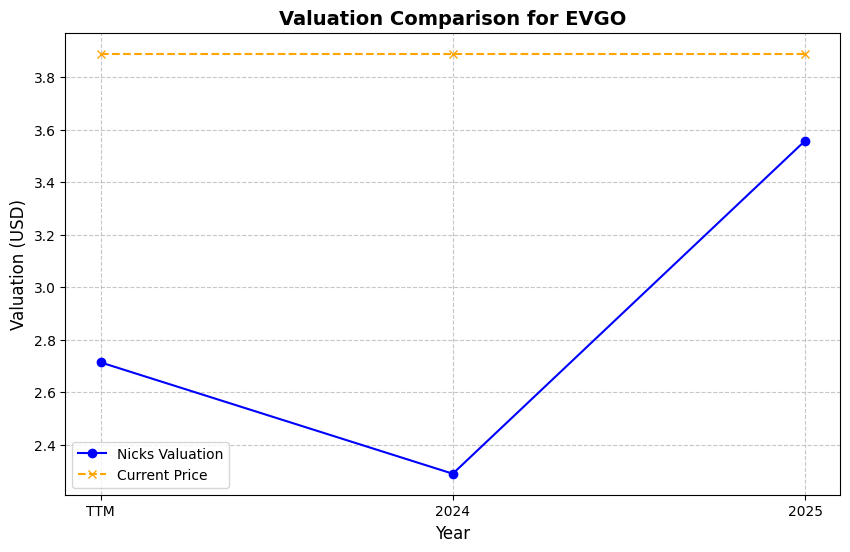 Valuation Comparison for EVGO
Valuation (USD)
3.8
3.6
3.4
3.2
3.0
2.8
2.6
2.4
Nicks Valuation
Current Price
TTM
2024
2025
Year